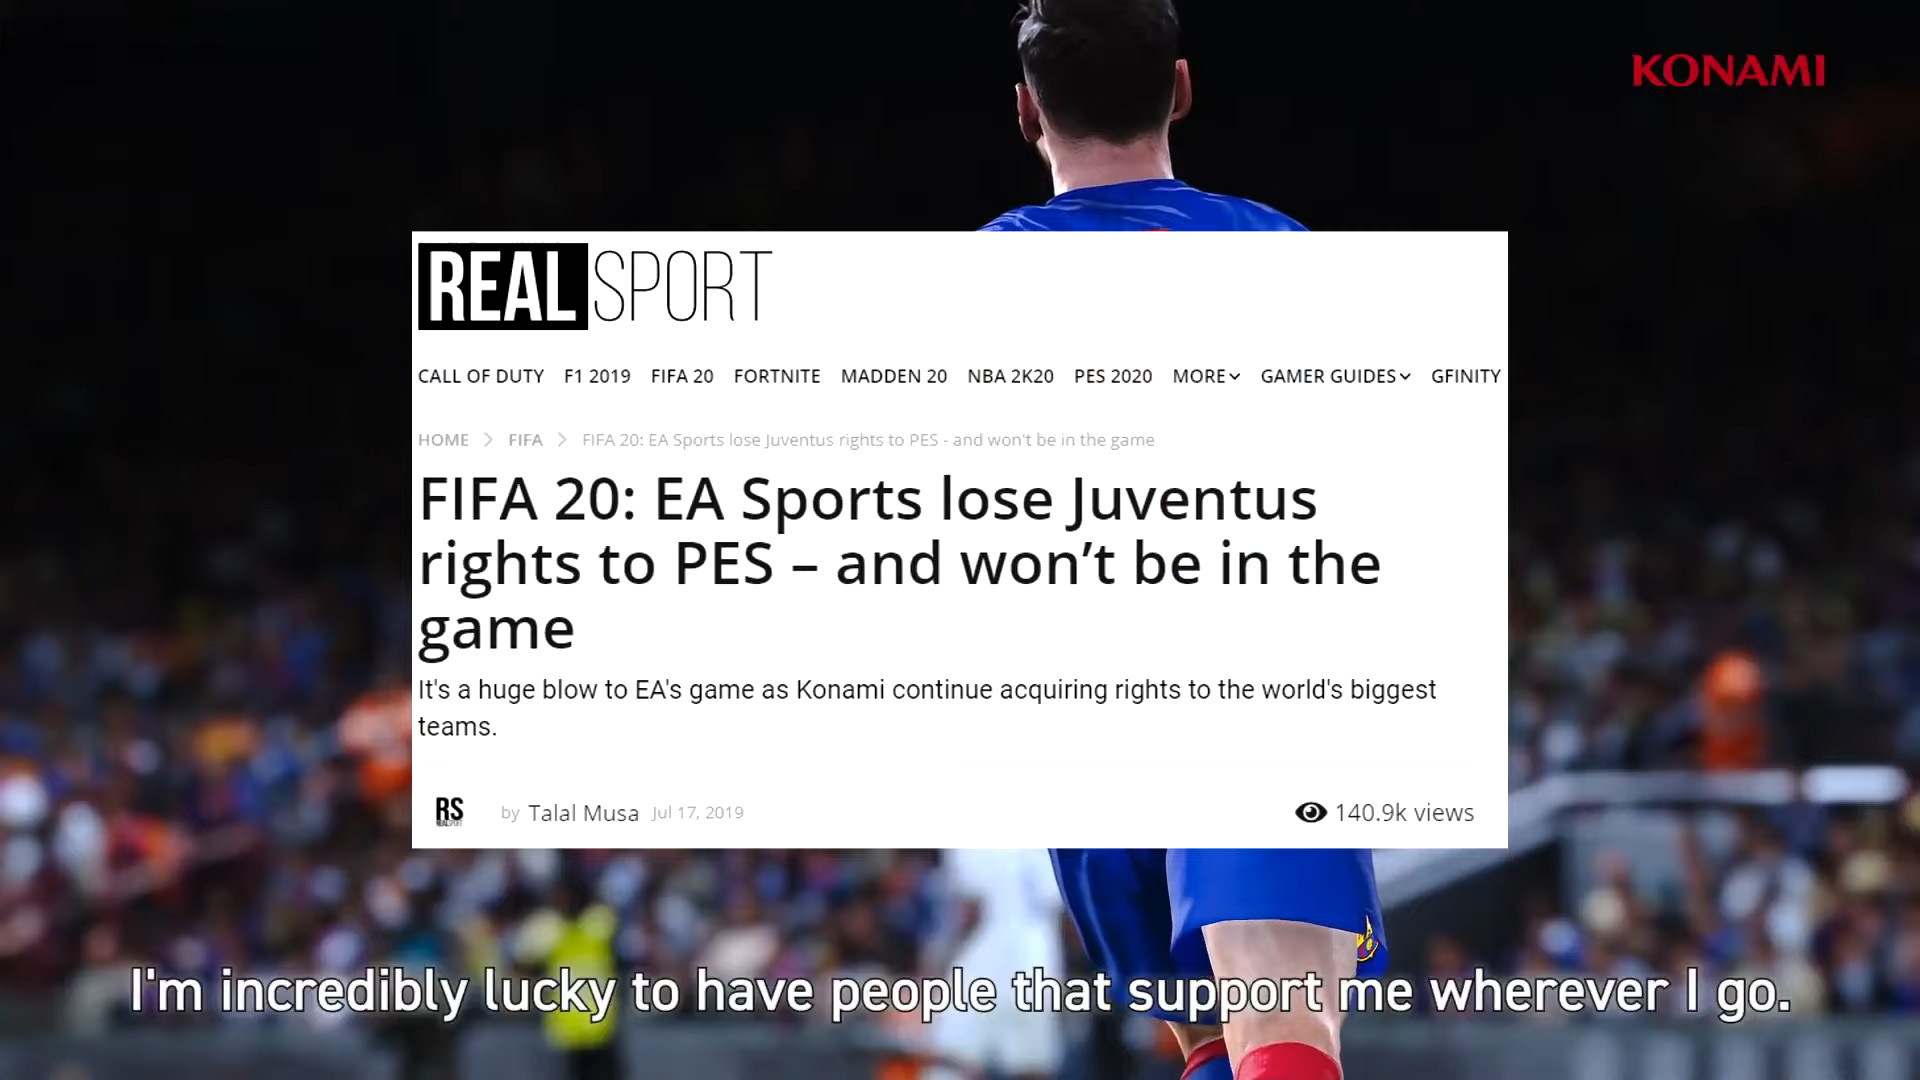 KONAMI
REALSPORT
CALL OF DUTY F1 2019 FIFA 20 FORTNITE MADDEN 20 NBA 2K20 PES 2020 MORE GAMER GUIDES GFINITY
HOME > FIFA > FIFA 20: EA Sports lose Juventus rights to PES - and won't be in the game
FIFA 20: EA Sports lose Juventus
rights to PES – and won’t be in the
game
It's a huge blow to EA's game as Konami continue acquiring rights to the world's biggest
teams.
RS REALSPORT by Talal Musa Jul 17, 2019 140.9k views
I'm incredibly lucky to have people that support me wherever I go.